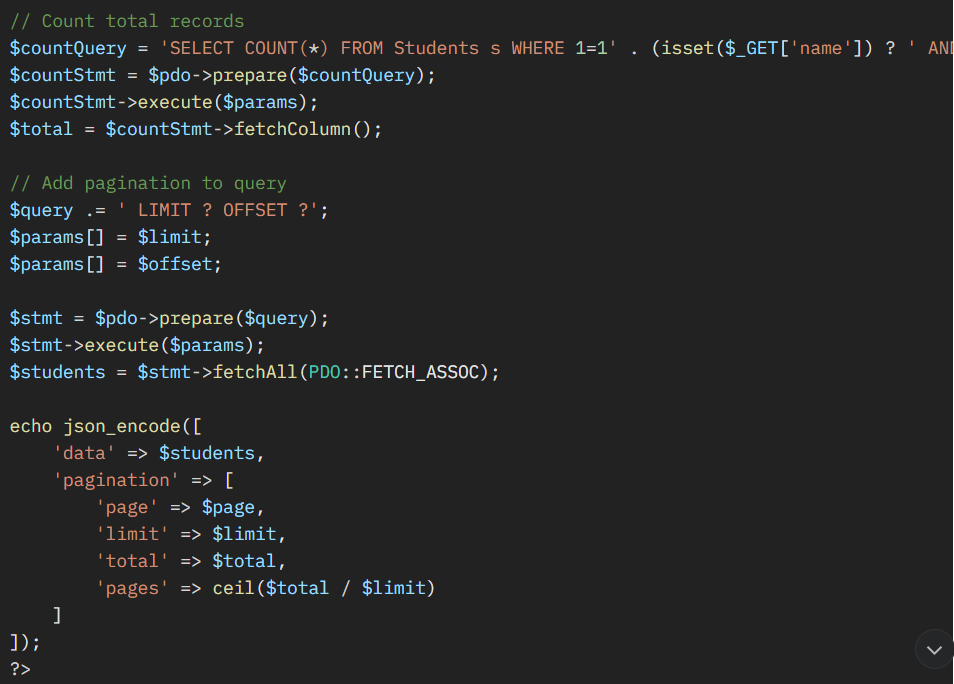 // Count total records
$countQuery = 'SELECT COUNT(*) FROM Students s WHERE 1=1' . (isset($_GET['name']) ? ' AND
$countStmt = $pdo->prepare($countQuery);
$countStmt->execute($params);
$total = $countStmt->fetchColumn();
// Add pagination to query
$query .= ' LIMIT ? OFFSET ?';
$params[] = $limit;
$params[] = $offset;
$stmt = $pdo->prepare($query);
$stmt->execute($params);
$students = $stmt->fetchAll(PDO::FETCH_ASSOC);
echo json_encode([
    'data' => $students,
    'pagination' => [
        'page' => $page,
        'limit' => $limit,
        'total' => $total,
        'pages' => ceil($total / $limit)
    ]
]);
?>